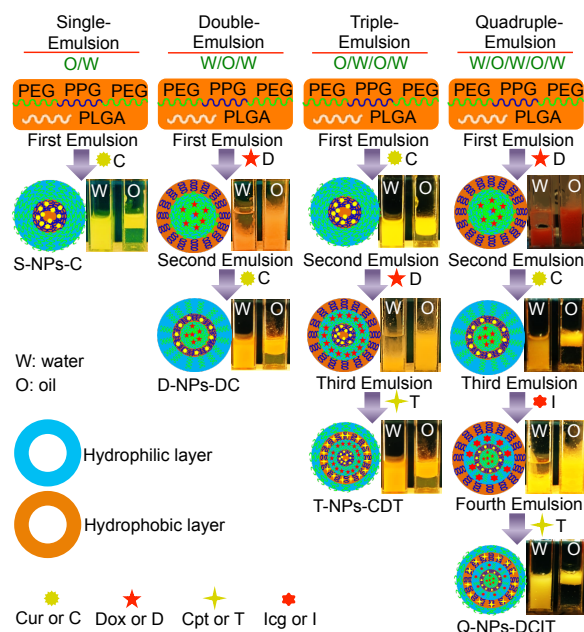 Single-
Emulsion
O/W
PEG PPG PEG
PLGA
First Emulsion
C
W O
S-NPs-C
Double-
Emulsion
W/O/W
PEG PPG PEG
PLGA
First Emulsion
D
W O
Second Emulsion
C
W O
D-NPs-DC
Triple-
Emulsion
O/W/O/W
PEG PPG PEG
PLGA
First Emulsion
C
W O
Second Emulsion
D
W O
Third Emulsion
T
W O
T-NPs-CDT
Quadruple-
Emulsion
W/O/W/O/W
PEG PPG PEG
PLGA
First Emulsion
D
W O
Second Emulsion
C
W O
Third Emulsion
I
W O
Fourth Emulsion
T
W O
Q-NPs-DCIT
W: water
O: oil
Hydrophilic layer
Hydrophobic layer
Cur or C Dox or D Cpt or T Icg or I